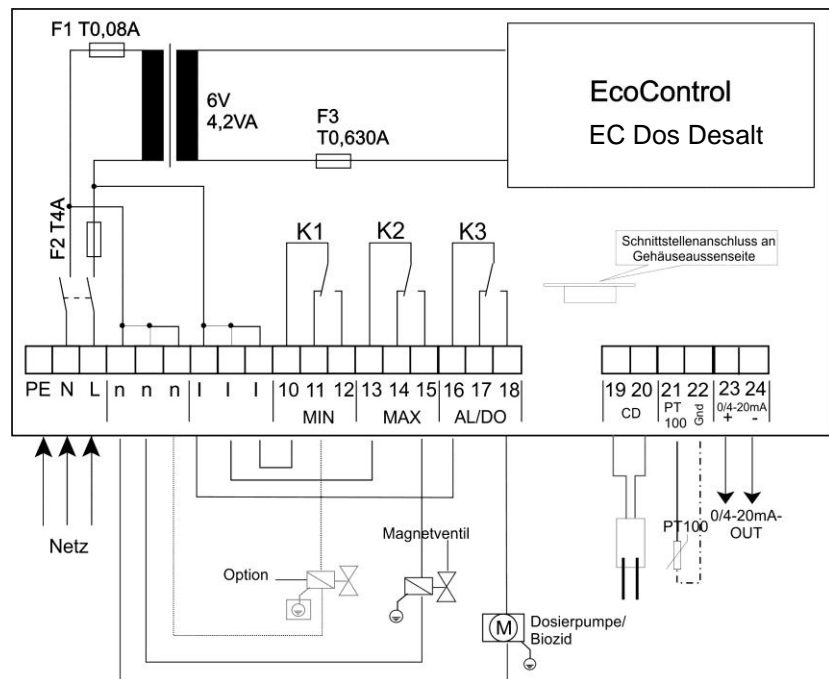 F1 T0,08A
6V
4,2VA
F3
T0,630A
EcoControl
EC Dos Desalt
F2 T4A
K1 K2 K3
Schnittstellenanschluss an
Gehäuseaussenseite
PE N L n n n l l l 10 11 12 13 14 15 16 17 18
MIN MAX AL/DO
19 20 21 22 23 24
CD PT
100 Gnd 0/4-20mA
+ -
Netz
Option
Magnetventil
PT100
0/4-20mA-
OUT
M
Dosierpumpe/
Biozid